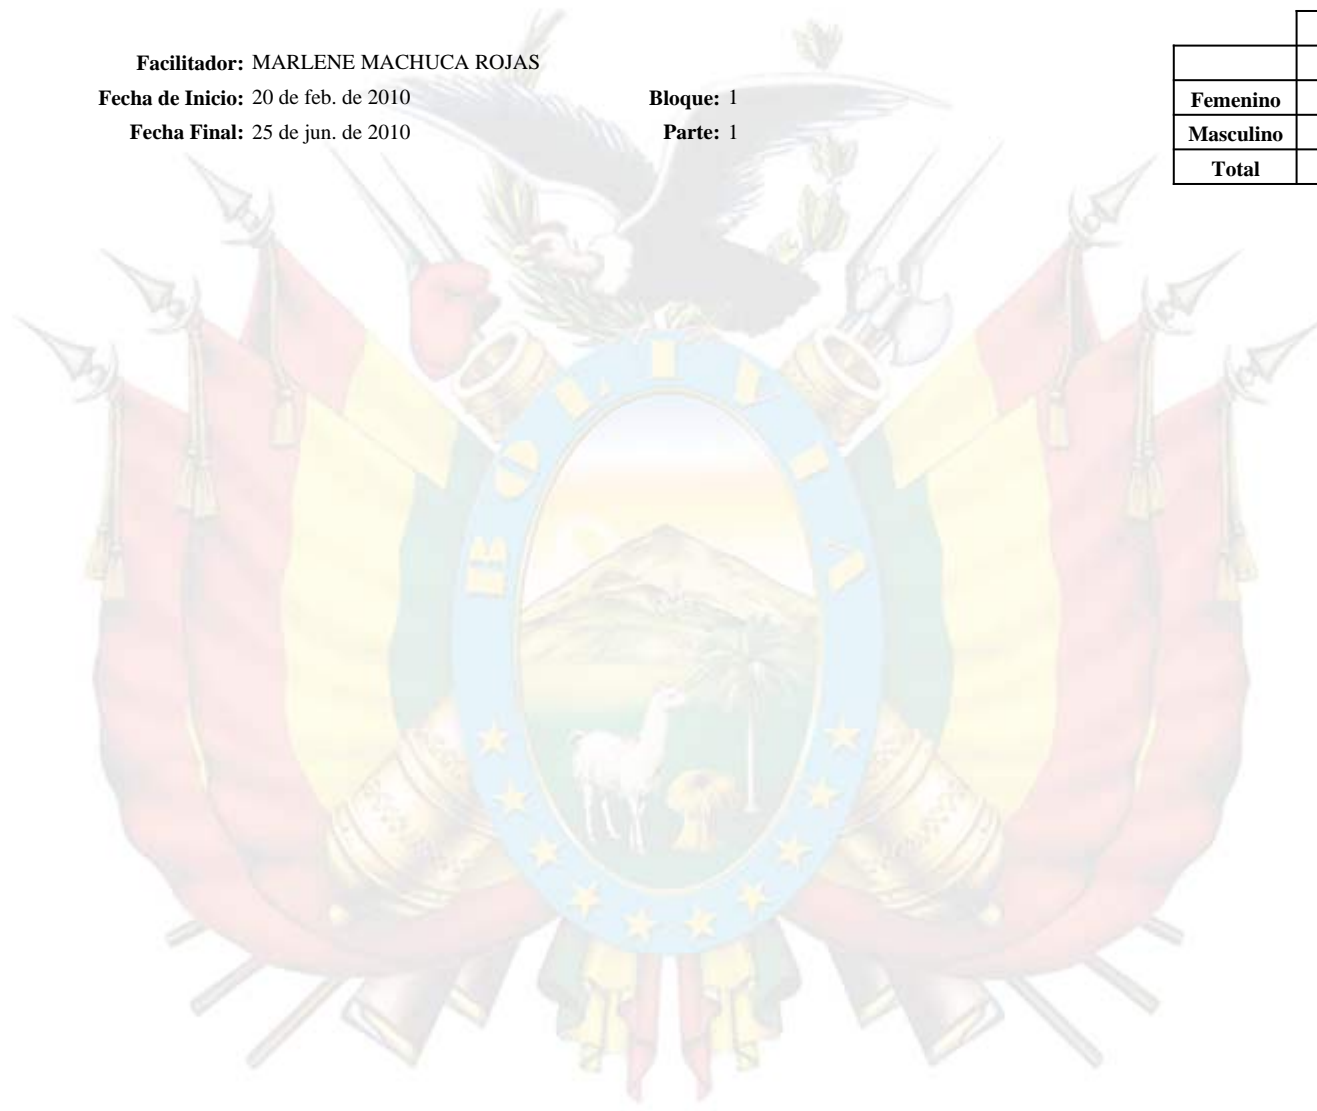 Facilitador: MARLENE MACHUCA ROJAS
Fecha de Inicio: 20 de feb. de 2010 Bloque: 1
Fecha Final: 25 de jun. de 2010 Parte: 1
Femenino
Masculino
Total
BOLIVIA